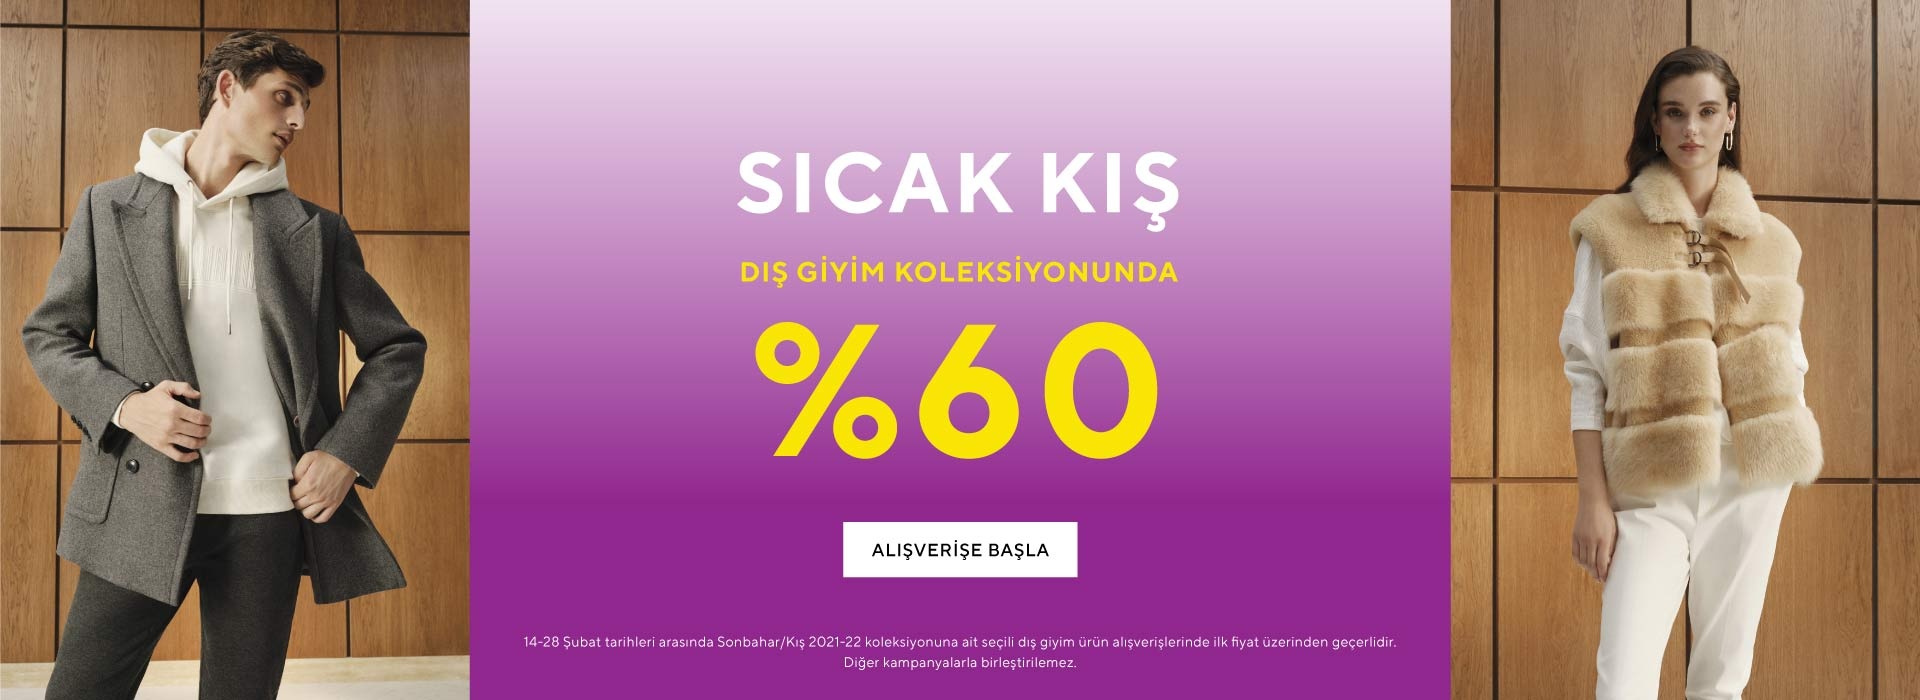 SICAK KIŞ
DIŞ GİYİM KOLEKSİYONUNDA
%60
ALIŞVERİŞE BAŞLA
14-28 Şubat tarihleri arasında Sonbahar/Kış 2021-22 koleksiyonuna ait seçili dış giyim ürün alışverişlerinde ilk fiyat üzerinden geçerlidir.
Diğer kampanyalarla birleştirilemez.